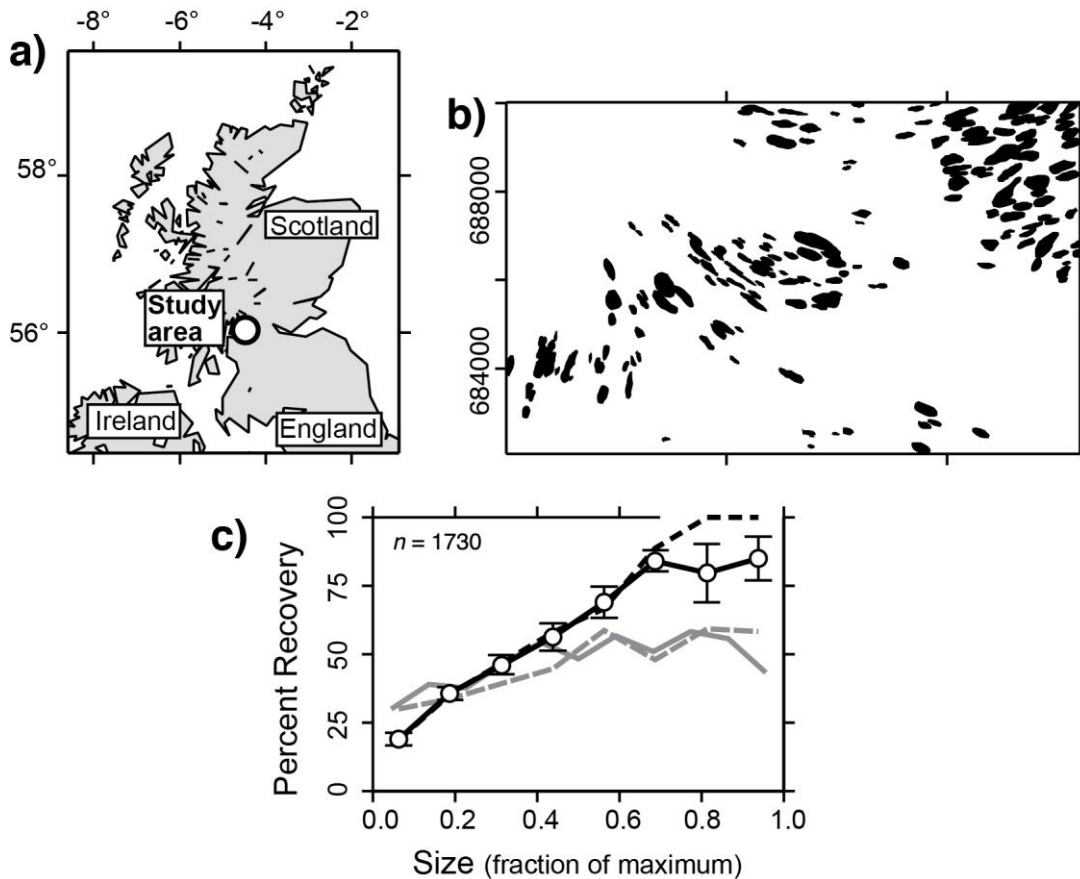 -8° -6° -4° -2°
a)
58°
56°
Scotland
Study
area
Ireland
England
b)
688000
684000
c)
n = 1730
Percent Recovery
100
75
50
25
0
0.0 0.2 0.4 0.6 0.8 1.0
Size (fraction of maximum)